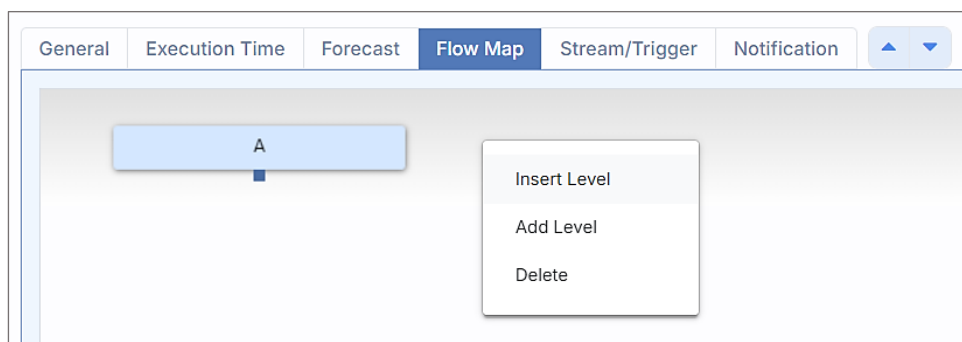 General Execution Time Forecast Flow Map Stream/Trigger Notification
A
Insert Level
Add Level
Delete